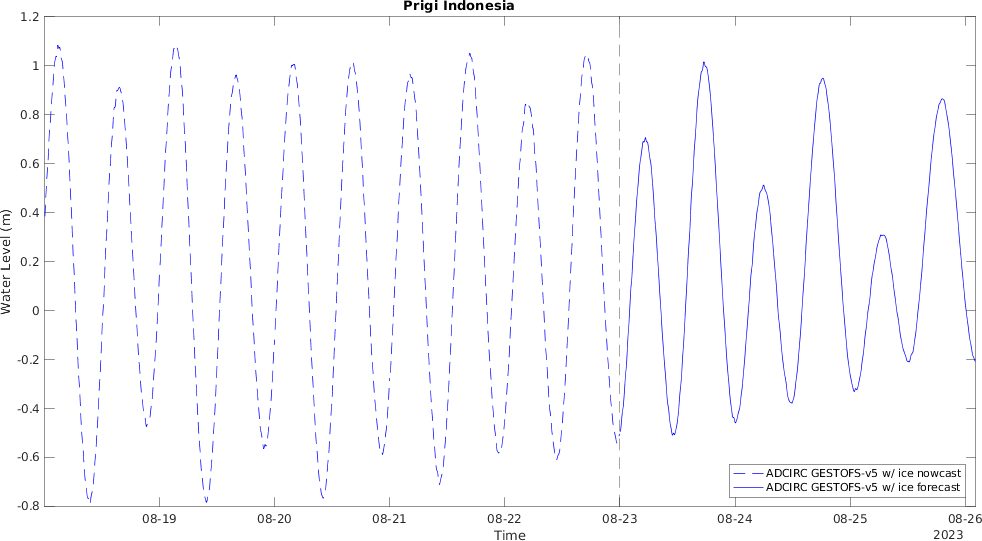 Prigi Indonesia
1.2
1
0.8
0.6
0.4
0.2
0
-0.2
-0.4
-0.6
-0.8
Water Level (m)
ADCIRC GESTOFS-v5 w/ ice nowcast
ADCIRC GESTOFS-v5 w/ ice forecast
08-19 08-20 08-21 08-22 08-23 08-24 08-25 08-26
Time
2023